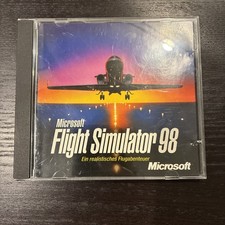 Microsoft
Flight Simulator 98
Ein realistisches Flugabenteuer
Microsoft